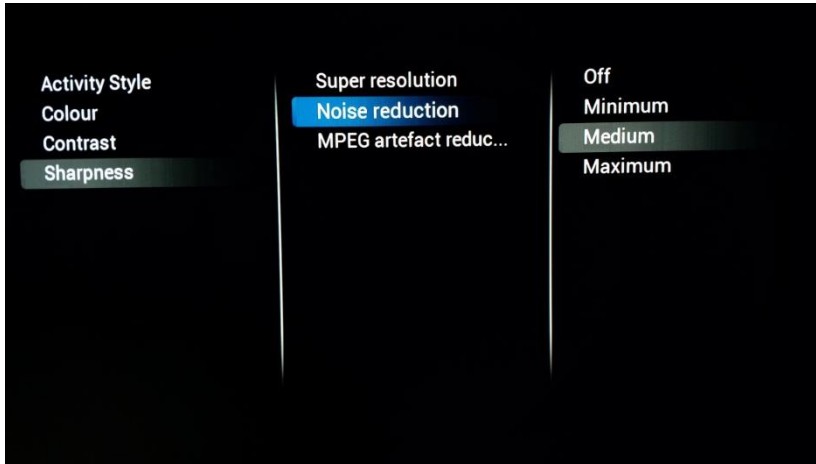 Activity Style
Colour
Contrast
Sharpness
Super resolution
Noise reduction
MPEG artefact reduc...
Off
Minimum
Medium
Maximum